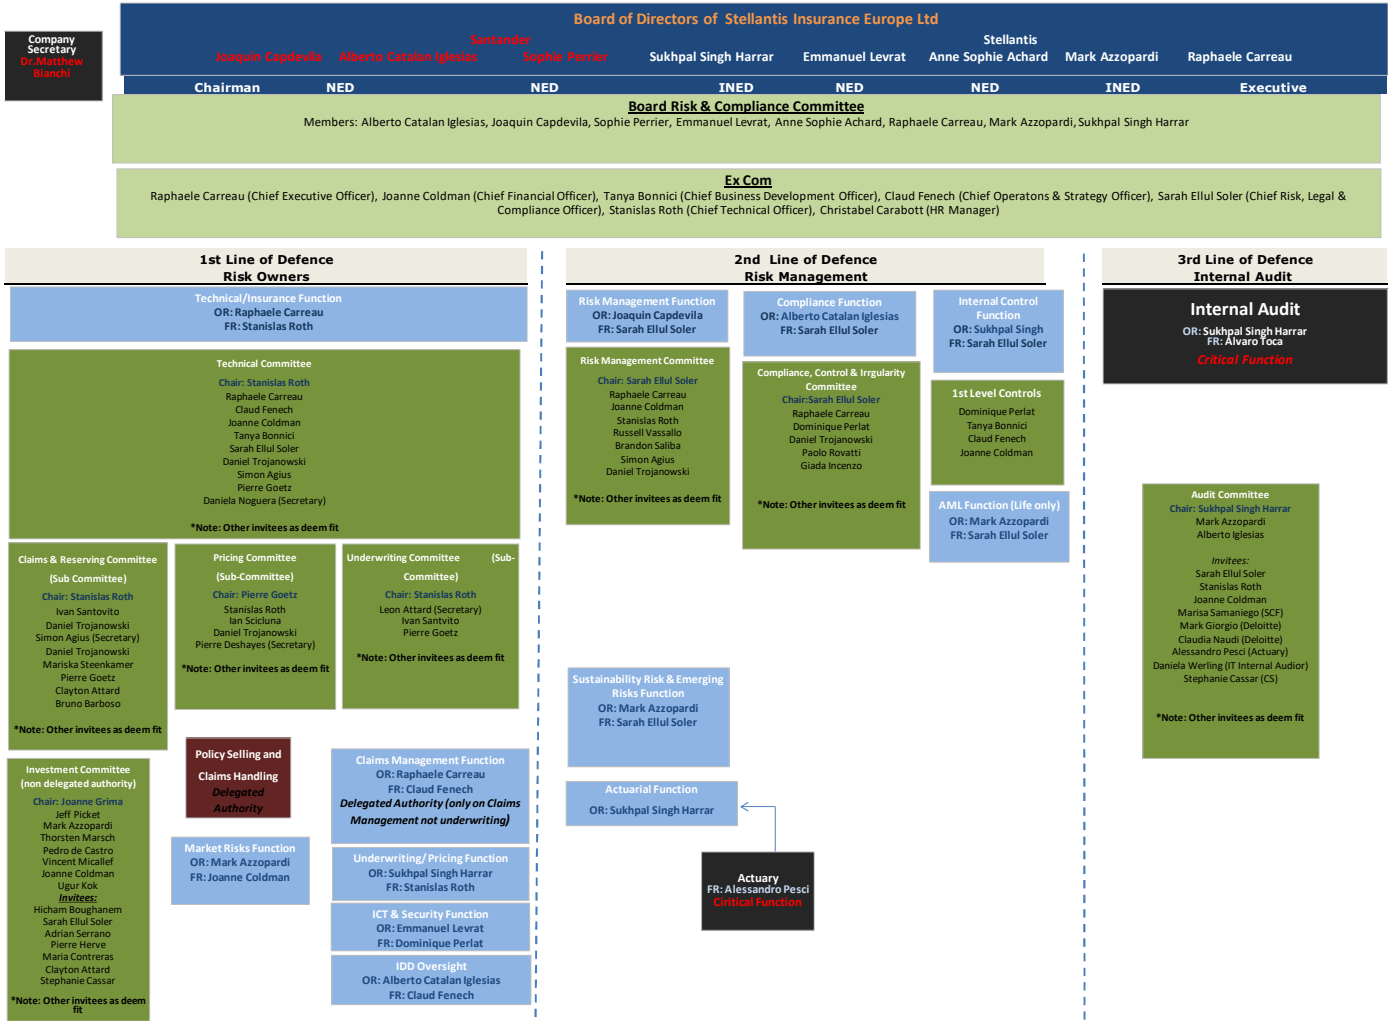 Board of Directors of Stellantis Insurance Europe Ltd
Company
Secretary
Dr.Matthew
Bianchi
Santander
Stellantis
Joaquin Capdevila Alberto Catalan Iglesias Sophie Perrier Sukhpal Singh Harrar Emmanuel Levrat Anne Sophie Achard Mark Azzopardi Raphaele Carreau
Chairman NED NED INED NED NED INED Executive
Board Risk & Compliance Committee
Members: Alberto Catalan Iglesias, Joaquin Capdevila, Sophie Perrier, Emmanuel Levrat, Anne Sophie Achard, Raphaele Carreau, Mark Azzopardi, Sukhpal Singh Harrar
Ex Com
Raphaele Carreau (Chief Executive Officer), Joanne Coldman (Chief Financial Officer), Tanya Bonnici (Chief Business Development Officer), Claud Fenech (Chief Operatons & Strategy Officer), Sarah Ellul Soler (Chief Risk, Legal &
Compliance Officer), Stanislas Roth (Chief Technical Officer), Christabel Carabott (HR Manager)
1st Line of Defence
Risk Owners
Technical/Insurance Function
OR: Raphaele Carreau
FR: Stanislas Roth
Technical Committee
Chair: Stanislas Roth
Raphaele Carreau
Claud Fenech
Joanne Coldman
Tanya Bonnici
Sarah Ellul Soler
Daniel Trojanowski
Simon Agius
Pierre Goetz
Daniela Noguera (Secretary)
*Note: Other invitees as deem fit
Claims & Reserving Committee
(Sub Committee)
Chair: Stanislas Roth
Ivan Santovito
Daniel Trojanowski
Simon Agius (Secretary)
Daniel Trojanowski
Mariska Steenkamer
Pierre Goetz
Clayton Attard
Bruno Barboso
*Note: Other invitees as deem fit
Pricing Committee
(Sub-Committee)
Chair: Pierre Goetz
Stanislas Roth
Ian Scicluna
Daniel Trojanowski
Pierre Deshayes (Secretary)
*Note: Other invitees as deem fit
Underwriting Committee (Sub-
Committee)
Chair: Stanislas Roth
Leon Attard (Secretary)
Ivan Santvito
Pierre Goetz
*Note: Other invitees as deem fit
Investment Committee
(non delegated authority)
Chair: Joanne Grima
Jeff Picket
Mark Azzopardi
Thorsten Marsch
Pedro de Castro
Vincent Micallef
Joanne Coldman
Ugur Kok
Invitees:
Hicham Boughanem
Sarah Ellul Soler
Adrian Serrano
Pierre Herve
Maria Contreras
Clayton Attard
Stephanie Cassar
*Note: Other invitees as deem
fit
Policy Selling and
Claims Handling
Delegated
Authority
Market Risks Function
OR: Mark Azzopardi
FR: Joanne Coldman
Claims Management Function
OR: Raphaele Carreau
FR: Claud Fenech
Delegated Authority (only on Claims
Management not underwriting)
Underwriting/ Pricing Function
OR: Sukhpal Singh Harrar
FR: Stanislas Roth
ICT & Security Function
OR: Emmanuel Levrat
FR: Dominique Perlat
IDD Oversight
OR: Alberto Catalan Iglesias
FR: Claud Fenech
2nd Line of Defence
Risk Management
Risk Management Function
OR: Joaquin Capdevila
FR: Sarah Ellul Soler
Risk Management Committee
Chair: Sarah Ellul Soler
Raphaele Carreau
Joanne Coldman
Stanislas Roth
Russell Vassallo
Brandon Saliba
Simon Agius
Daniel Trojanowski
*Note: Other invitees as deem fit
Compliance Function
OR: Alberto Catalan Iglesias
FR: Sarah Ellul Soler
Compliance, Control & Irrgularity
Committee
Chair:Sarah Ellul Soler
Raphaele Carreau
Dominique Perlat
Daniel Trojanowski
Paolo Rovatti
Giada Incenzo
*Note: Other invitees as deem fit
Internal Control
Function
OR: Sukhpal Singh
FR: Sarah Ellul Soler
1st Level Controls
Dominique Perlat
Tanya Bonnici
Claud Fenech
Joanne Coldman
AML Function (Life only)
OR: Mark Azzopardi
FR: Sarah Ellul Soler
Sustainability Risk & Emerging
Risks Function
OR: Mark Azzopardi
FR: Sarah Ellul Soler
Actuarial Function
OR: Sukhpal Singh Harrar
Actuary
FR: Alessandro Pesci
Ciritical Function
3rd Line of Defence
Internal Audit
Internal Audit
OR: Sukhpal Singh Harrar
FR: Alvaro Toca
Critical Function
Audit Committee
Chair: Sukhpal Singh Harrar
Mark Azzopardi
Alberto Iglesias
Invitees:
Sarah Ellul Soler
Stanislas Roth
Joanne Coldman
Marisa Samaniego (SCF)
Mark Giorgio (Deloitte)
Claudia Naudi (Deloitte)
Alessandro Pesci (Actuary)
Daniela Werling (IT Internal Audior)
Stephanie Cassar (CS)
*Note: Other invitees as deem fit